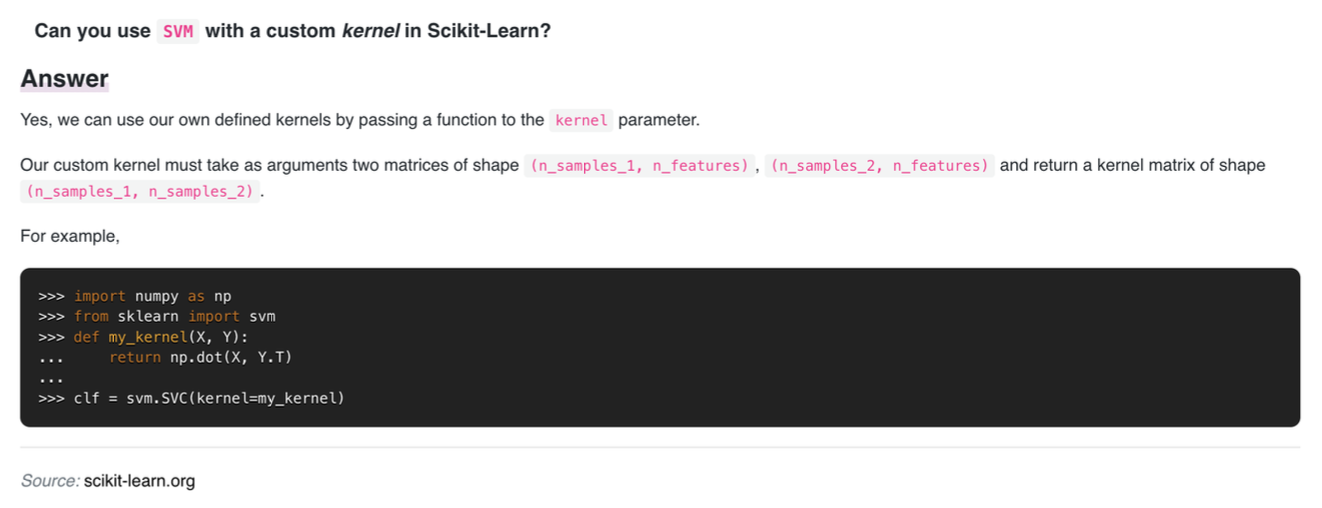 Can you use SVM with a custom kernel in Scikit-Learn?
Answer
Yes, we can use our own defined kernels by passing a function to the kernel parameter.
Our custom kernel must take as arguments two matrices of shape (n_samples_1, n_features) , (n_samples_2, n_features) and return a kernel matrix of shape
(n_samples_1, n_samples_2) .
For example,
>>> import numpy as np
>>> from sklearn import svm
>>> def my_kernel(X, Y):
...     return np.dot(X, Y.T)
...
>>> clf = svm.SVC(kernel=my_kernel)
Source: scikit-learn.org